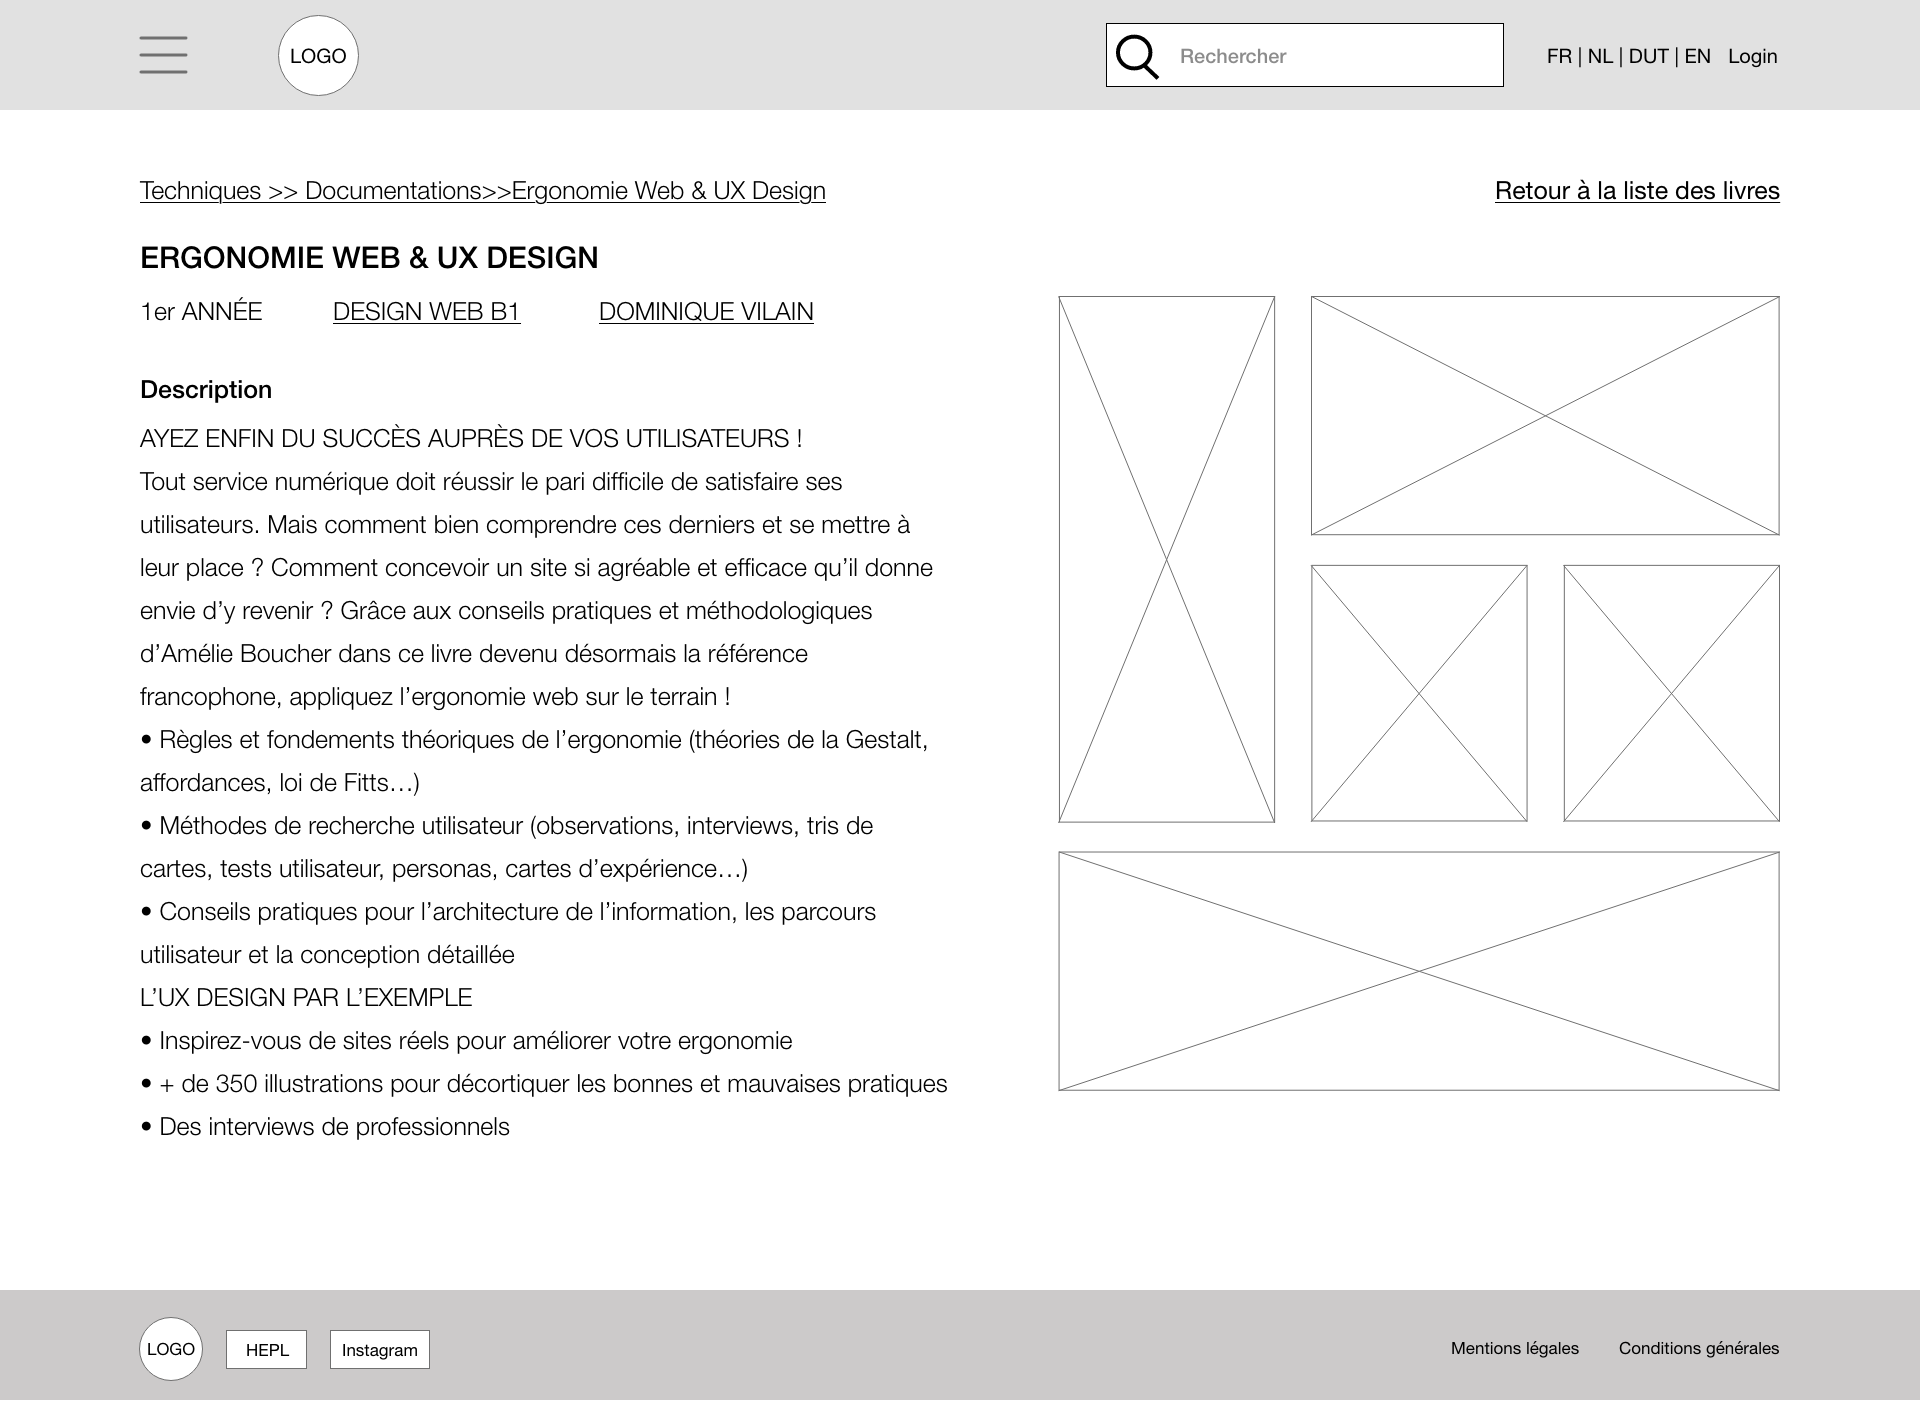 LOGO
Rechercher
FR | NL | DUT | EN Login
Techniques >> Documentations>>Ergonomie Web & UX Design
Retour à la liste des livres
ERGONOMIE WEB & UX DESIGN
1er ANNÉE DESIGN WEB B1 DOMINIQUE VILAIN
Description
AYEZ ENFIN DU SUCCÈS AUPRÈS DE VOS UTILISATEURS !
Tout service numérique doit réussir le pari difficile de satisfaire ses
utilisateurs. Mais comment bien comprendre ces derniers et se mettre à
leur place ? Comment concevoir un site si agréable et efficace qu’il donne
envie d’y revenir ? Grâce aux conseils pratiques et méthodologiques
d’Amélie Boucher dans ce livre devenu désormais la référence
francophone, appliquez l’ergonomie web sur le terrain !
• Règles et fondements théoriques de l’ergonomie (théories de la Gestalt,
affordances, loi de Fitts…)
• Méthodes de recherche utilisateur (observations, interviews, tris de
cartes, tests utilisateur, personas, cartes d’expérience…)
• Conseils pratiques pour l’architecture de l’information, les parcours
utilisateur et la conception détaillée
L’UX DESIGN PAR L’EXEMPLE
• Inspirez-vous de sites réels pour améliorer votre ergonomie
• + de 350 illustrations pour décortiquer les bonnes et mauvaises pratiques
• Des interviews de professionnels
LOGO
HEPL
Instagram
Mentions légales
Conditions générales